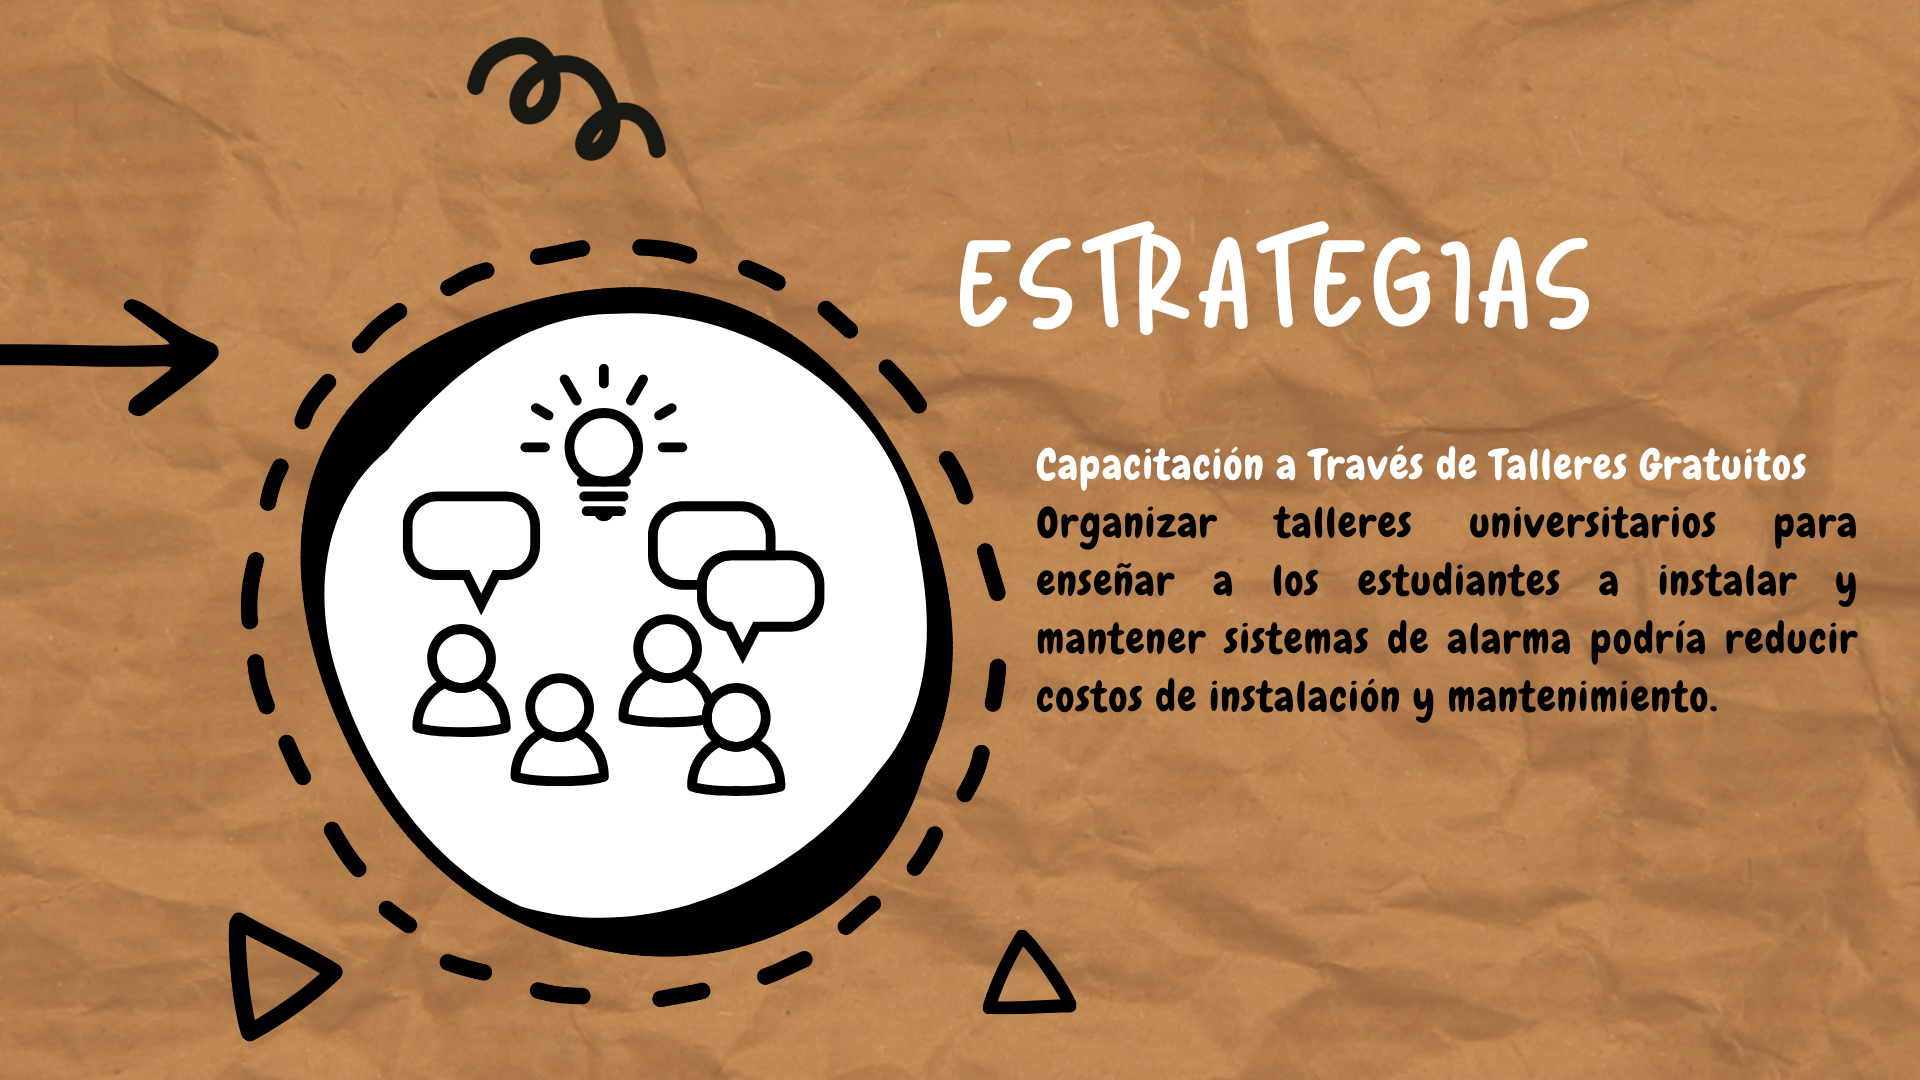 ESTRATEGIAS
Capacitación a Través de Talleres Gratuitos
Organizar talleres universitarios para
enseñar a los estudiantes a instalar y
mantener sistemas de alarma podría reducir
costos de instalación y mantenimiento.